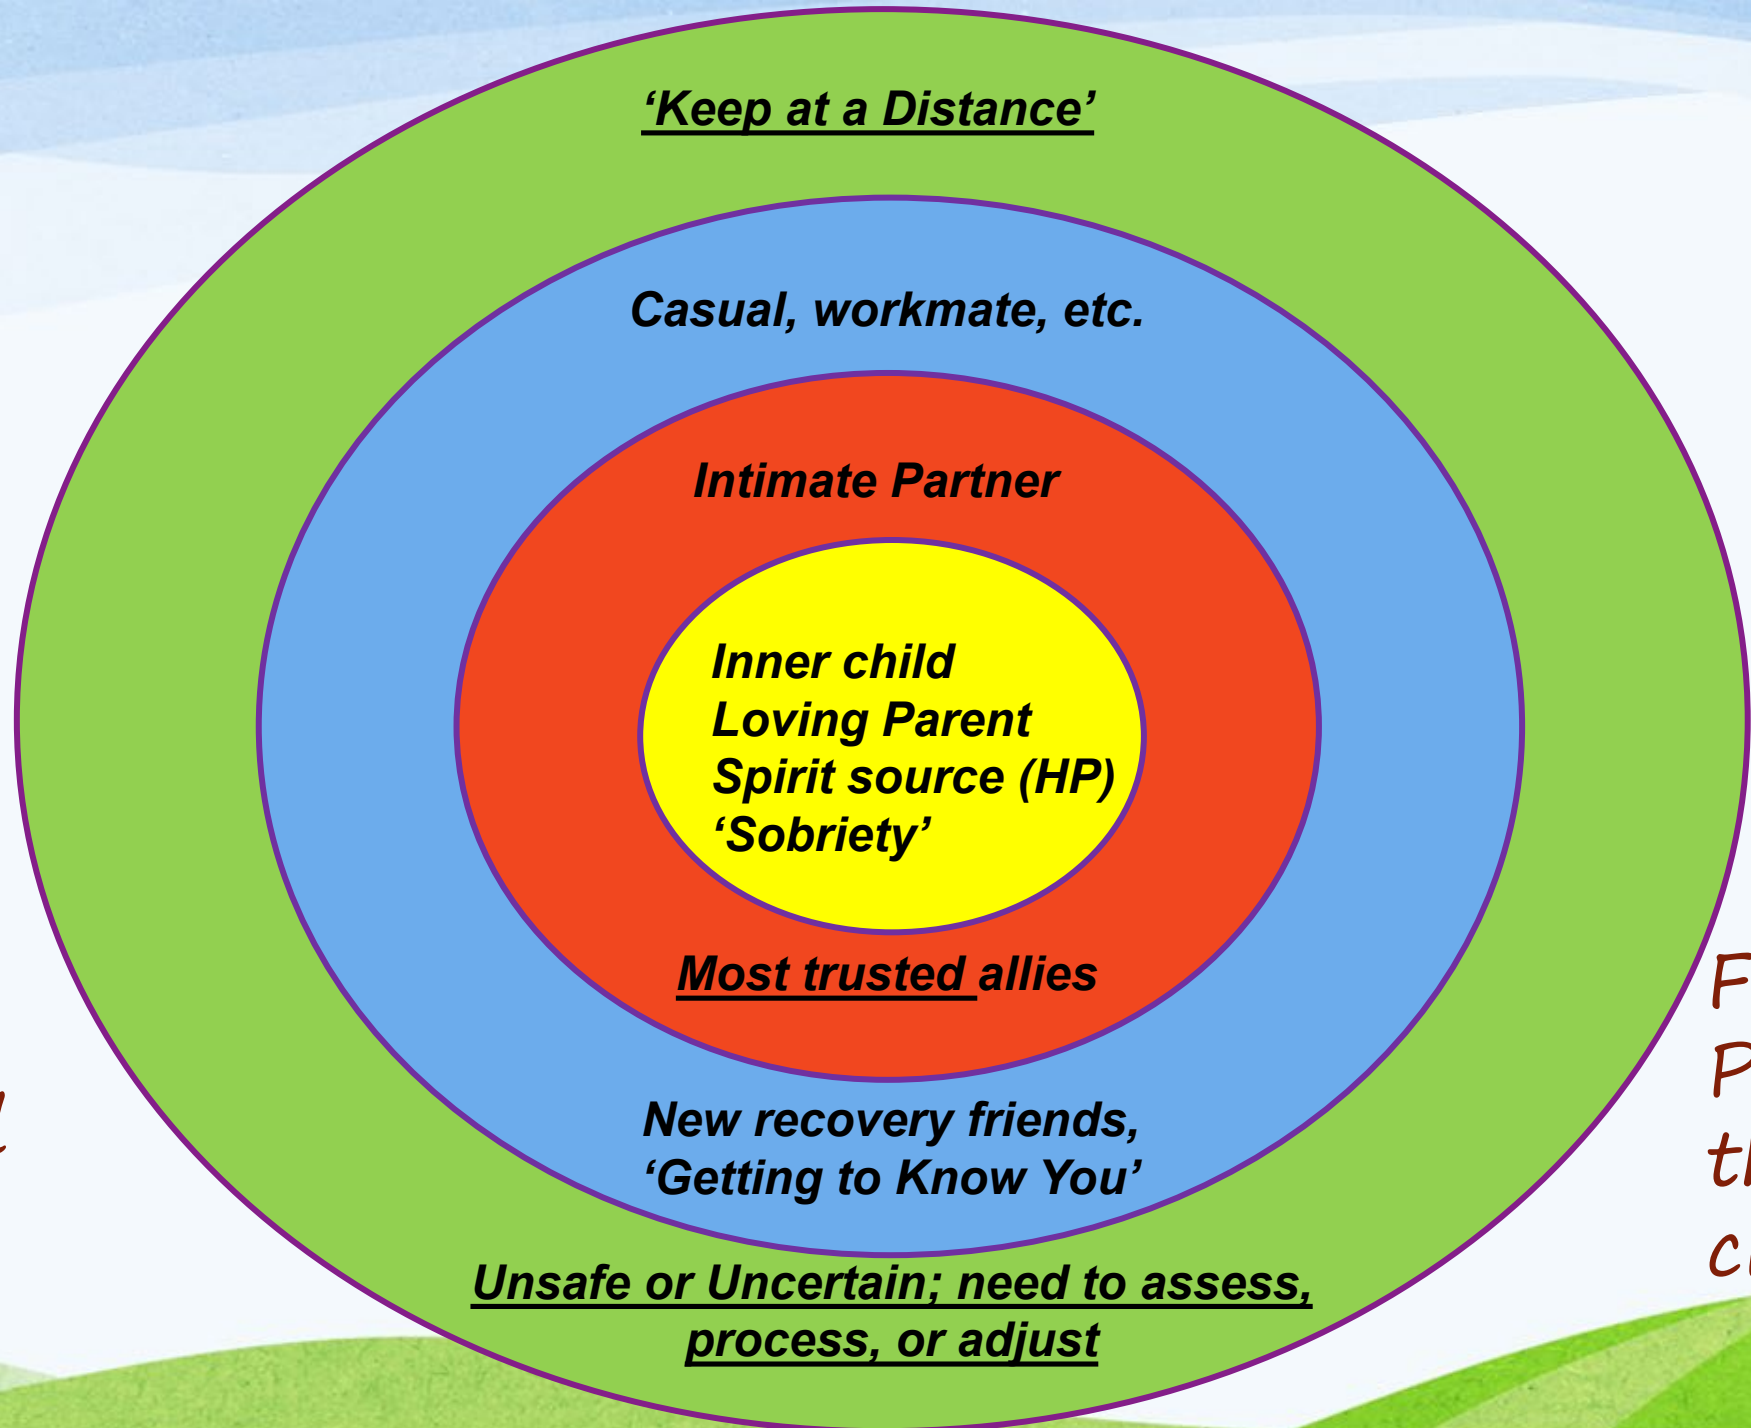 ‘Keep at a Distance’
Casual, workmate, etc.
Intimate Partner
Inner child
Loving Parent
Spirit source (HP)
‘Sobriety’
Most trusted allies
New recovery friends,
‘Getting to Know You’
Unsafe or Uncertain; need to assess,
process, or adjust